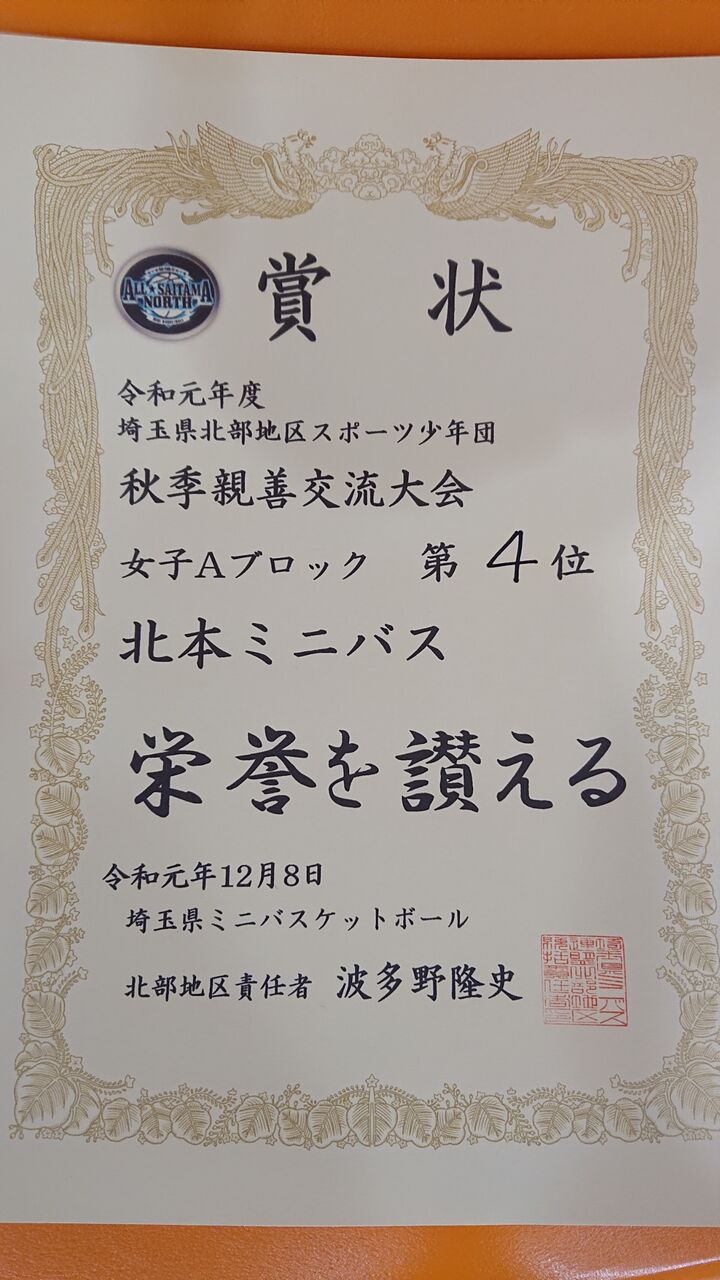 ALL★SAITAMA
NORTH
賞状
令和元年度
埼玉県北部地区スポーツ少年団
秋季親善交流大会
女子Aブロック 第4位
北本ミニバス
栄誉を讃える
令和元年12月8日
埼玉県ミニバスケットボール
北部地区責任者 波多野隆史